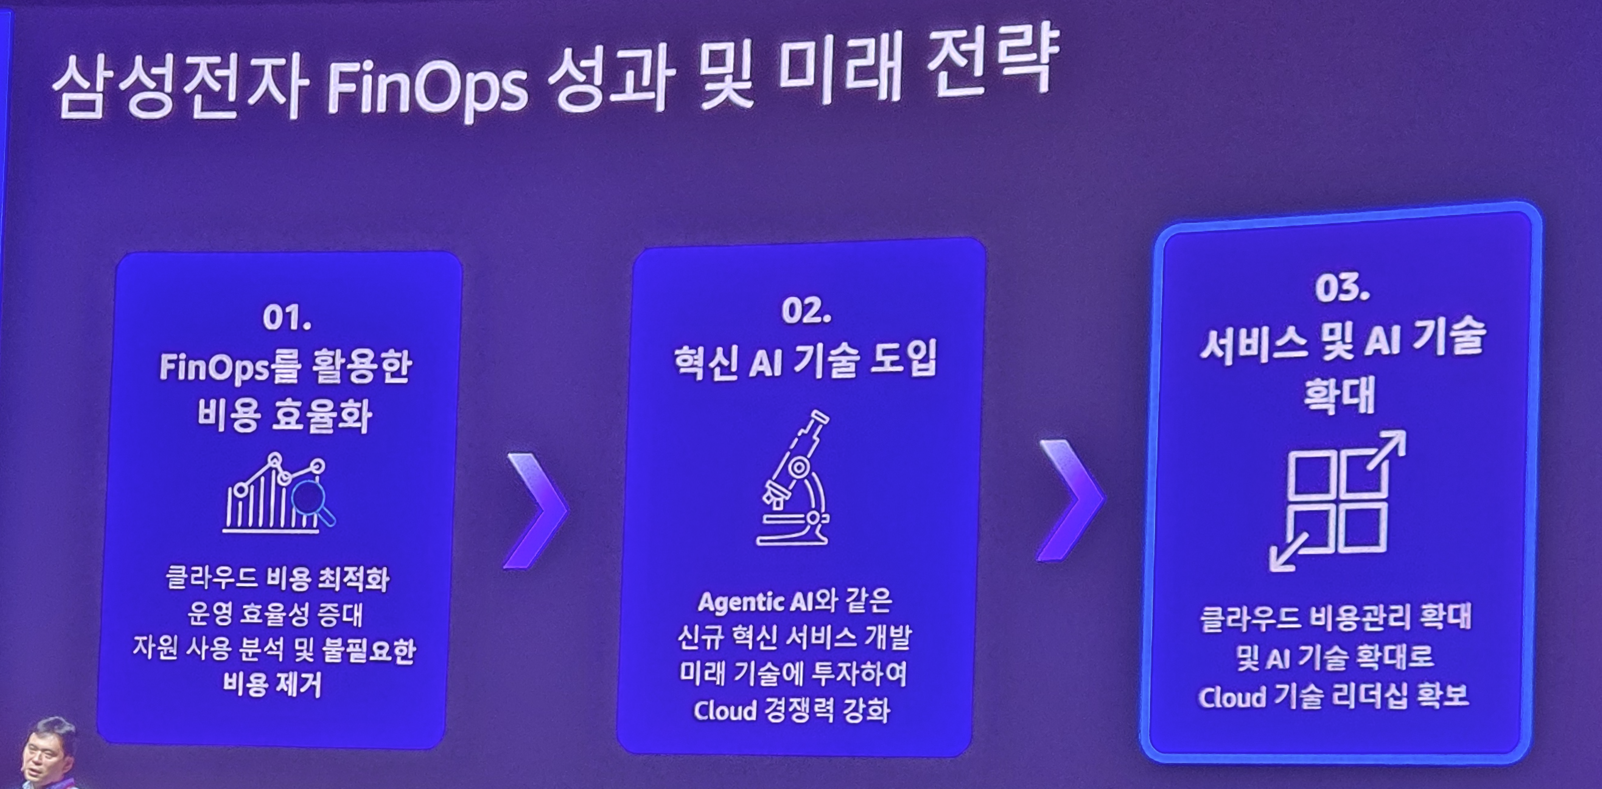 삼성전자 FinOps 성과 및 미래 전략
01.
FinOps를 활용한
비용 효율화
클라우드 비용 최적화
운영 효율성 증대
자원 사용 분석 및 불필요한
비용 제거
02.
혁신 AI 기술 도입
Agentic AI와 같은
신규 혁신 서비스 개발
미래 기술에 투자하여
Cloud 경쟁력 강화
03.
서비스 및 AI 기술
확대
클라우드 비용관리 확대
및 AI 기술 확대로
Cloud 기술 리더십 확보